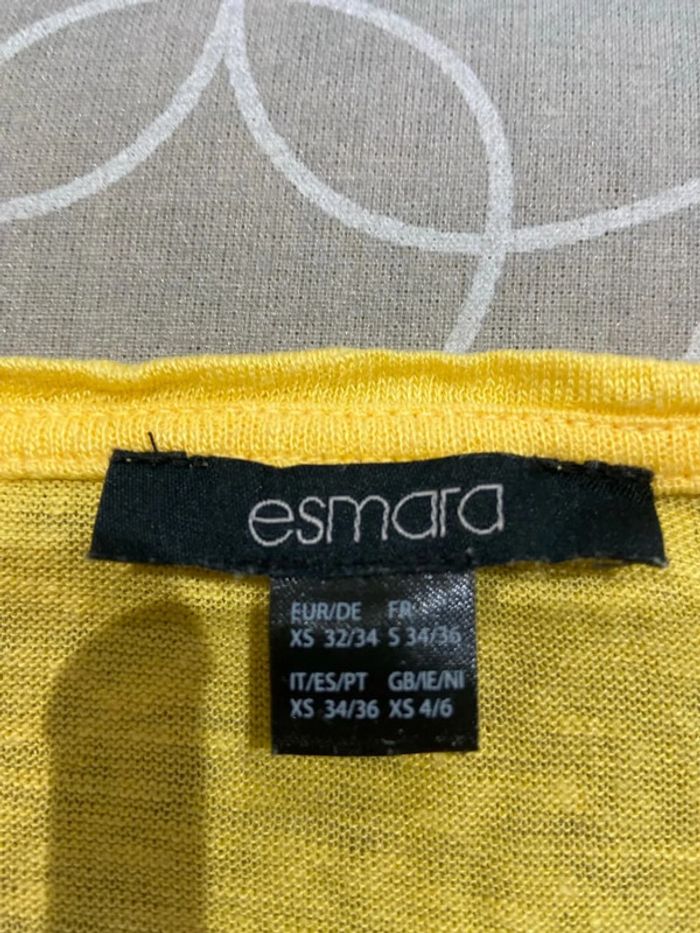 esmara
EUR/DE FR
XS 32/34 S 34/36
IT/ES/PT GB/IE/NI
XS 34/36 XS 4/6